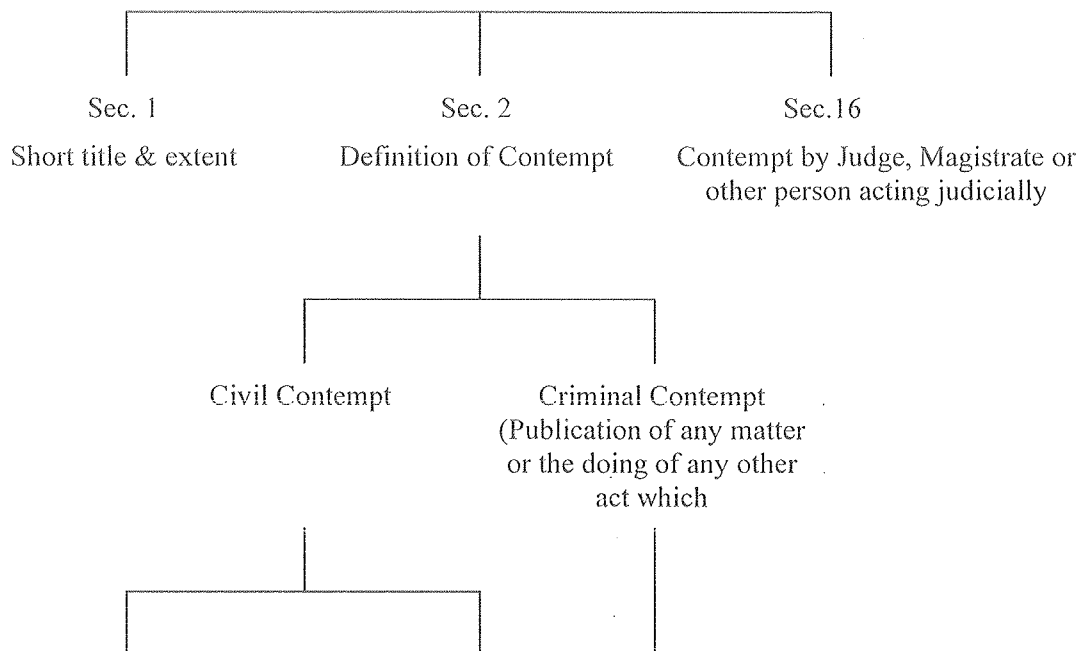 Sec. 1
Short title & extent
Sec. 2
Definition of Contempt
Sec.16
Contempt by Judge, Magistrate or
other person acting judicially
Civil Contempt
Criminal Contempt
(Publication of any matter
or the doing of any other
act which